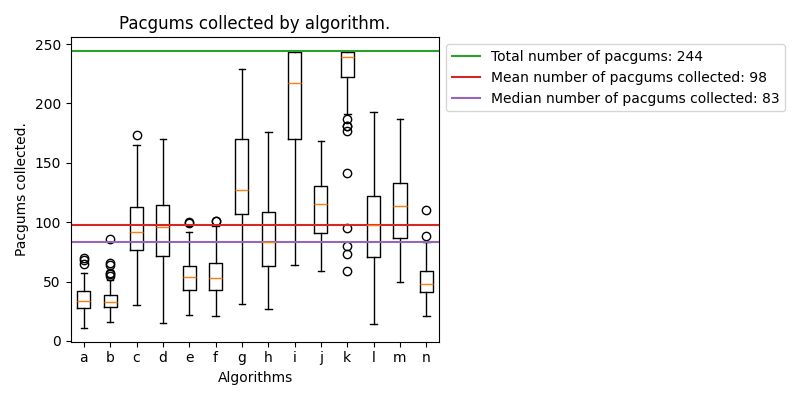 Pacgums collected by algorithm.
250
200
150
100
50
0
Pacgums collected.
a b c d e f g h i j k l m n
Algorithms
Total number of pacgums: 244
Mean number of pacgums collected: 98
Median number of pacgums collected: 83